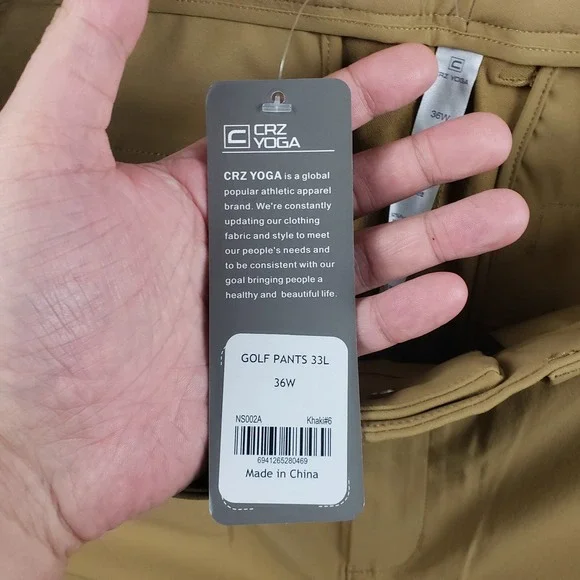 CRZ
YOGA
CRZ YOGA is a global
popular athletic apparel
brand. We're constantly
updating our clothing
fabric and style to meet
our people's needs and
to be consistent with our
goal bringing people a
healthy and beautiful life.
GOLF PANTS 33L
36W
NS002A Khaki#6
6941265280469
Made in China
CRZ YOGA
36W